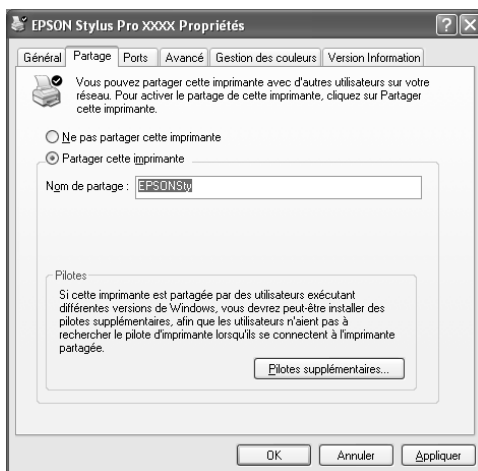 EPSON Stylus Pro XXXX Propriétés
Général Partage Ports Avancé Gestion des couleurs Version Information
Vous pouvez partager cette imprimante avec d'autres utilisateurs sur votre
réseau. Pour activer le partage de cette imprimante, cliquez sur Partager
cette imprimante.
Ne pas partager cette imprimante
Partager cette imprimante
Nom de partage : EPSONSty
Pilotes
Si cette imprimante est partagée par des utilisateurs exécutant
différentes versions de Windows, vous devrez peut-être installer des
pilotes supplémentaires, afin que les utilisateurs n'aient pas à
rechercher le pilote d'imprimante lorsqu'ils se connectent à l'imprimante
partagée.
Pilotes supplémentaires...
OK Annuler Appliquer